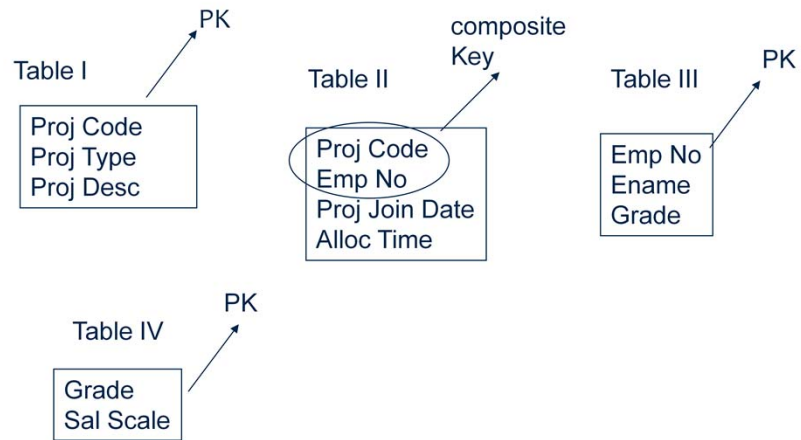 PK
Table I
Proj Code
Proj Type
Proj Desc
composite
Key
Table II
Proj Code
Emp No
Proj Join Date
Alloc Time
PK
Table III
Emp No
Ename
Grade
PK
Table IV
Grade
Sal Scale